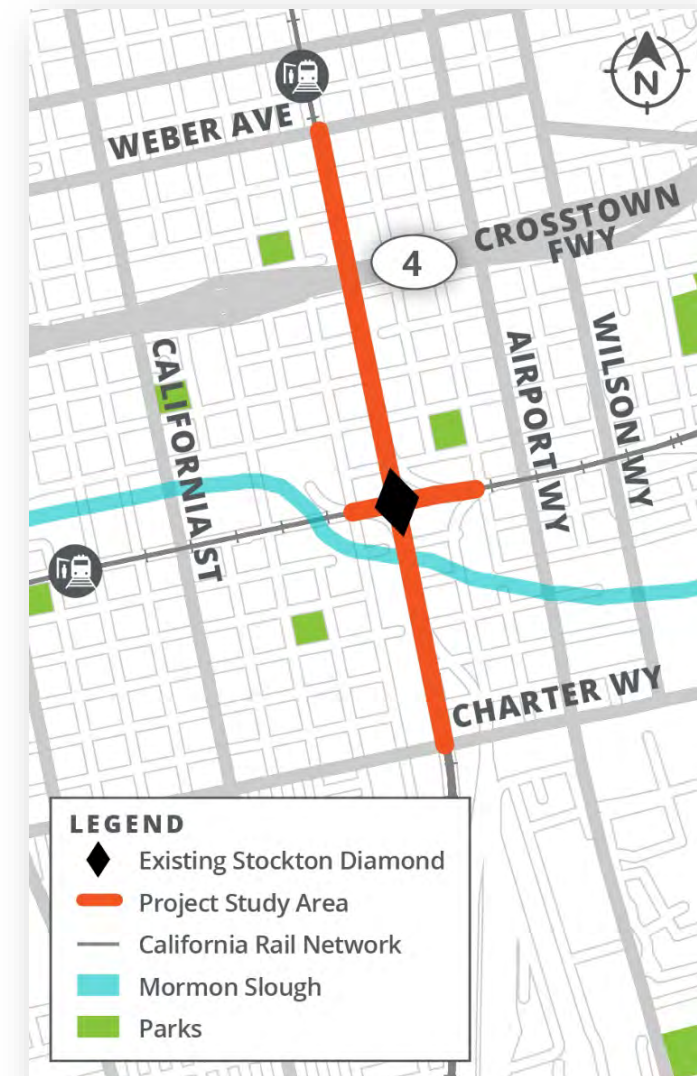 N
WEBER AVE
CROSSTOWN
FWY
4
CALIFORNIA ST
AIRPORT WY
WILSON WY
CHARTER WY
LEGEND
Existing Stockton Diamond
Project Study Area
California Rail Network
Mormon Slough
Parks